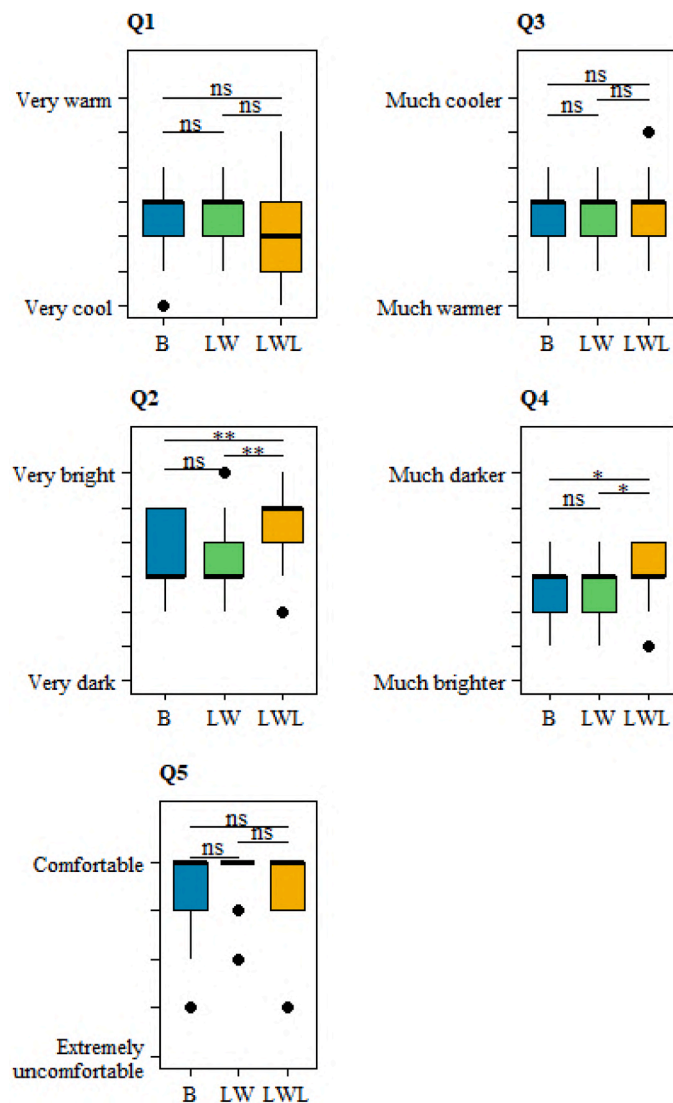 Q1
Very warm
ns
ns
ns
Very cool
B LW LWL
Q3
Much cooler
ns
ns
ns
Much warmer
B LW LWL
Q2
Very bright
**
**
ns
Very dark
B LW LWL
Q4
Much darker
*
*
ns
Much brighter
B LW LWL
Q5
Comfortable
ns
ns
ns
Extremely
uncomfortable
B LW LWL